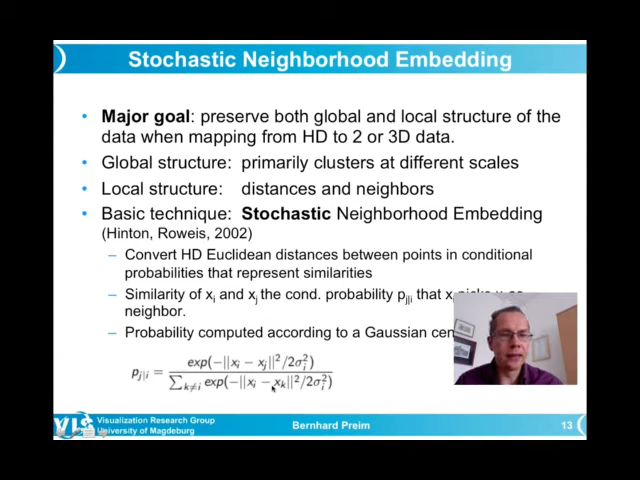 Stochastic Neighborhood Embedding
• Major goal: preserve both global and local structure of the
data when mapping from HD to 2 or 3D data.
• Global structure: primarily clusters at different scales
• Local structure: distances and neighbors
• Basic technique: Stochastic Neighborhood Embedding
(Hinton, Roweis, 2002)
– Convert HD Euclidean distances between points in conditional
probabilities that represent similarities
– Similarity of xi and xj the cond. probability pj|i that x
neighbor.
– Probability computed according to a Gaussian cen
pj|i = exp(−||xi − xj||²/2σi²) / ∑k≠i exp(−||xi − xk||²/2σi²)
VIS
Visualization Research Group
University of Magdeburg
Bernhard Preim
13